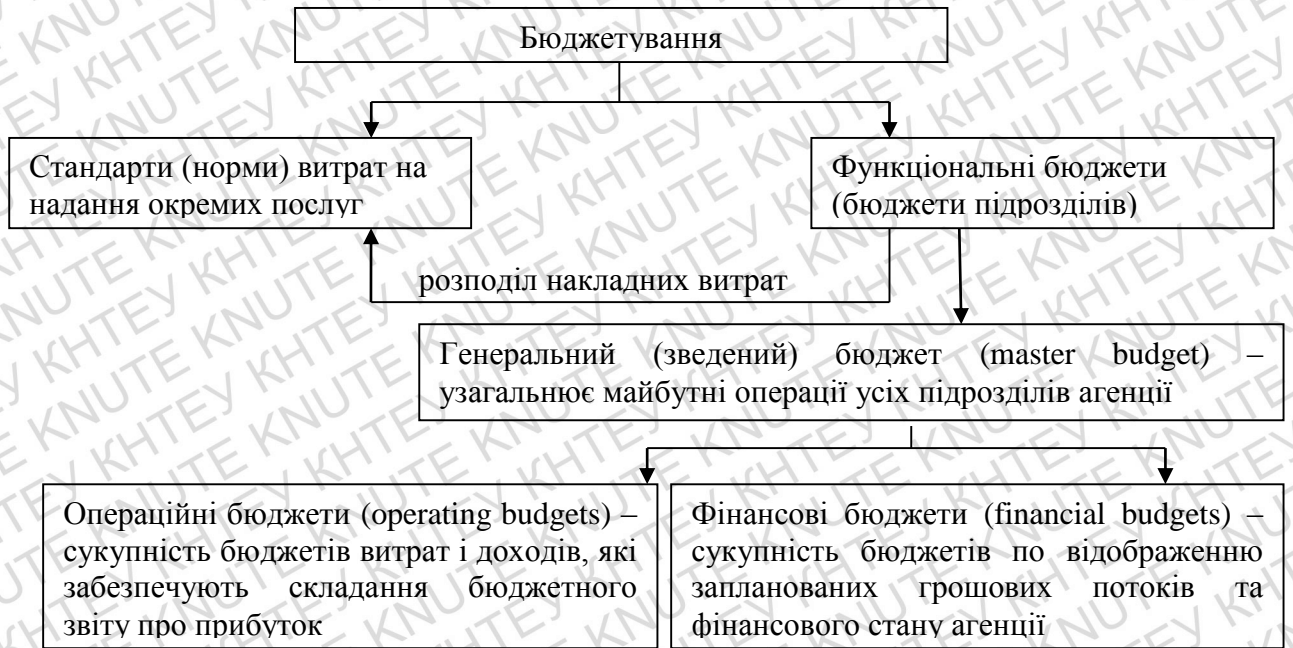 Бюджетування
Стандарти (норми) витрат на
надання окремих послуг
Функціональні бюджети
(бюджети підрозділів)
розподіл накладних витрат
Генеральний (зведений) бюджет (master budget) –
узагальнює майбутні операції усіх підрозділів агенції
Операційні бюджети (operating budgets) –
сукупність бюджетів витрат і доходів, які
забезпечують складання бюджетного
звіту про прибуток
Фінансові бюджети (financial budgets) –
сукупність бюджетів по відображенню
запланованих грошових потоків та
фінансового стану агенції